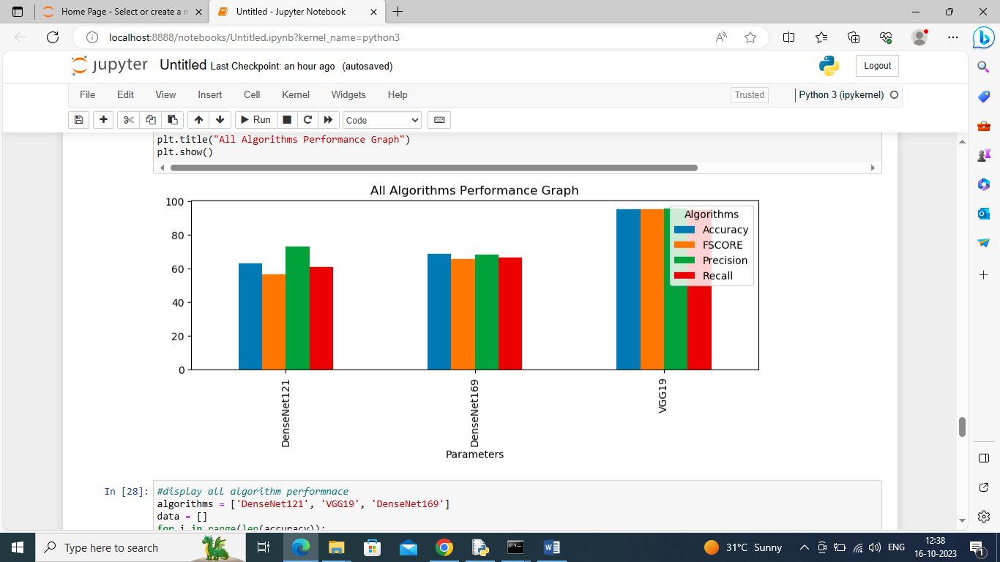 Home Page - Select or create a n
Untitled - Jupyter Notebook
localhost:8888/notebooks/Untitled.ipynb?kernel_name=python3
jupyter Untitled Last Checkpoint: an hour ago (autosaved)
Logout
File Edit View Insert Cell Kernel Widgets Help
Trusted
Python 3 (ipykernel)
Run
Code
plt.title("All Algorithms Performance Graph")
plt.show()
All Algorithms Performance Graph
100
80
60
40
20
0
Algorithms
Accuracy
FSCORE
Precision
Recall
DenseNet121
DenseNet169
VGG19
Parameters
In [28]:
#display all algorithm performnace
algorithms = ['DenseNet121', 'VGG19', 'DenseNet169']
data = []
for i in range(len(accuracy)):
Type here to search
31°C Sunny
ENG
12:38
16-10-2023
1